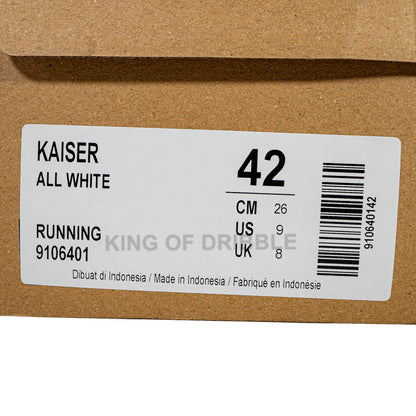 KAISER
ALL WHITE
42
CM 26
US 9
UK 8
RUNNING
9106401
KING OF DRIBBLE
910640142
Dibuat di Indonesia / Made in Indonesia / Fabriqué en Indonésie